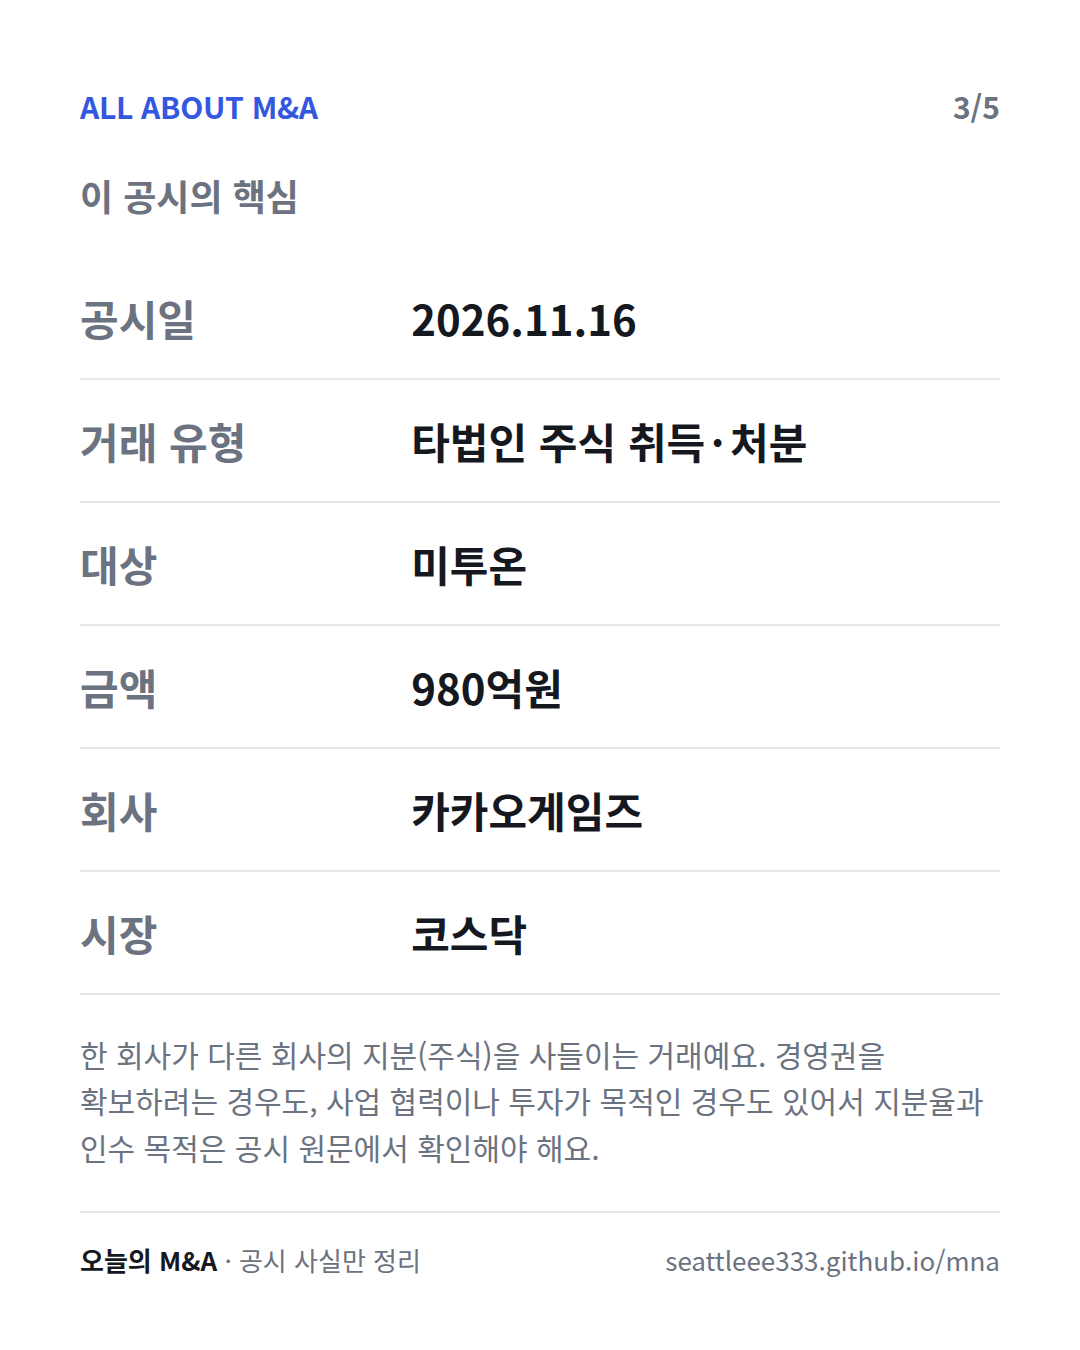 ALL ABOUT M&A
3/5
이 공시의 핵심
공시일 2026.11.16
거래 유형 타법인 주식 취득·처분
대상 미투온
금액 980억원
회사 카카오게임즈
시장 코스닥
한 회사가 다른 회사의 지분(주식)을 사들이는 거래예요. 경영권을
확보하려는 경우도, 사업 협력이나 투자가 목적인 경우도 있어서 지분율과
인수 목적은 공시 원문에서 확인해야 해요.
오늘의 M&A · 공시 사실만 정리
seattleee333.github.io/mna